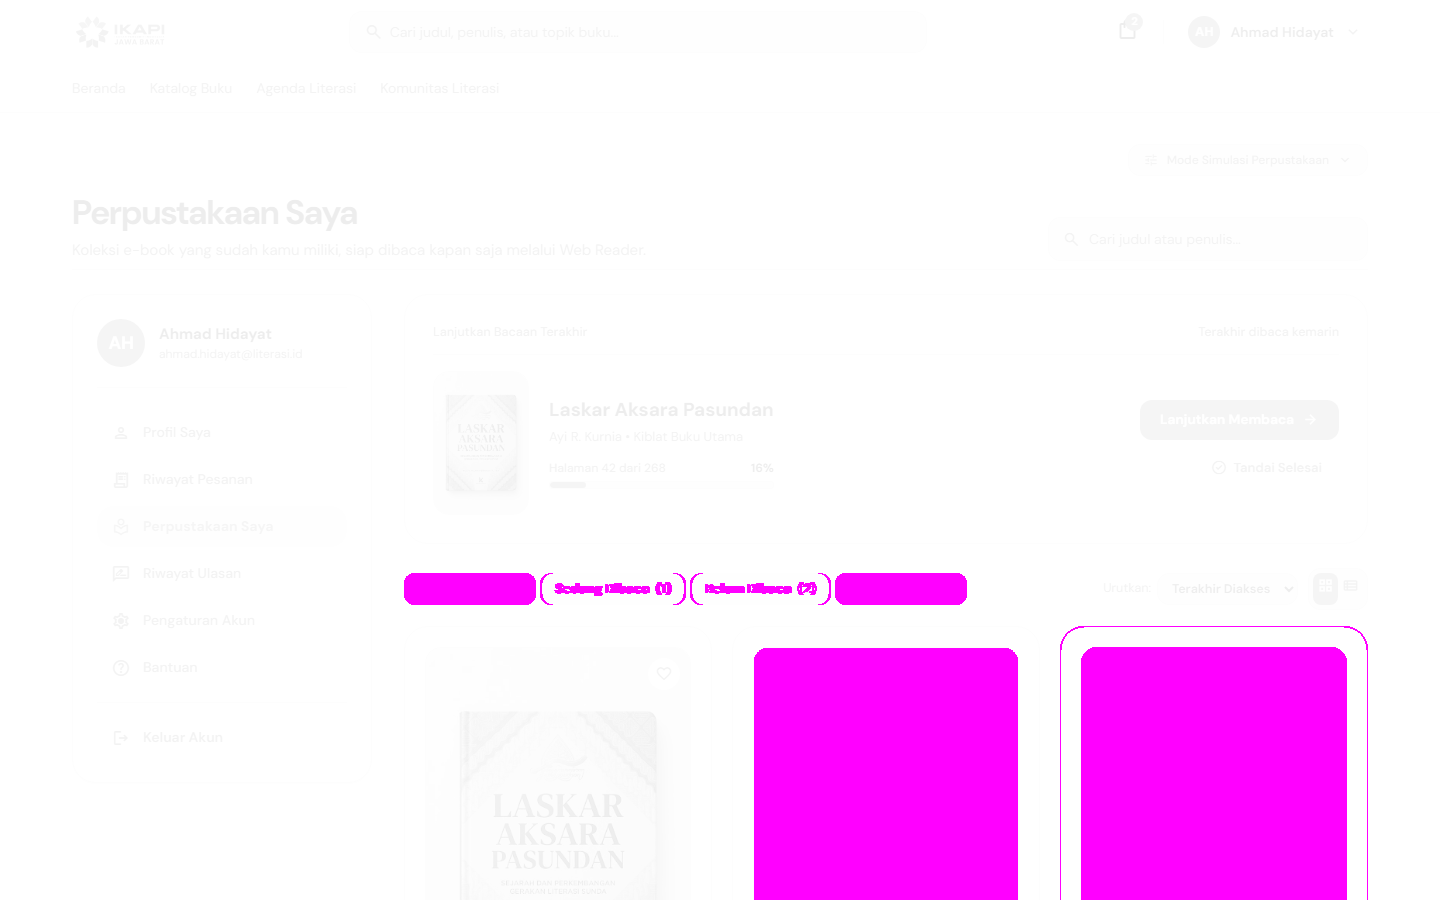 IKAPI
JAWA BARAT
Cari judul, penulis, atau topik buku...
2
AH
Ahmad Hidayat
Beranda
Katalog Buku
Agenda Literasi
Komunitas Literasi
Mode Simulasi Perpustakaan
Perpustakaan Saya
Koleksi e-book yang sudah kamu miliki, siap dibaca kapan saja melalui Web Reader.
Cari judul atau penulis...
AH
Ahmad Hidayat
ahmad.hidayat@literasi.id
Profil Saya
Riwayat Pesanan
Perpustakaan Saya
Riwayat Ulasan
Pengaturan Akun
Bantuan
Keluar Akun
Lanjutkan Bacaan Terakhir
Terakhir dibaca kemarin
LASKAR
AKSARA
PASUNDAN
Laskar Aksara Pasundan
Ayi R. Kurnia • Kiblat Buku Utama
Halaman 42 dari 268
16%
Lanjutkan Membaca
Tandai Selesai
Sedang Dibaca (1)
Belum Dibaca (2)
Urutkan:
Terakhir Diakses
LASKAR
AKSARA
PASUNDAN